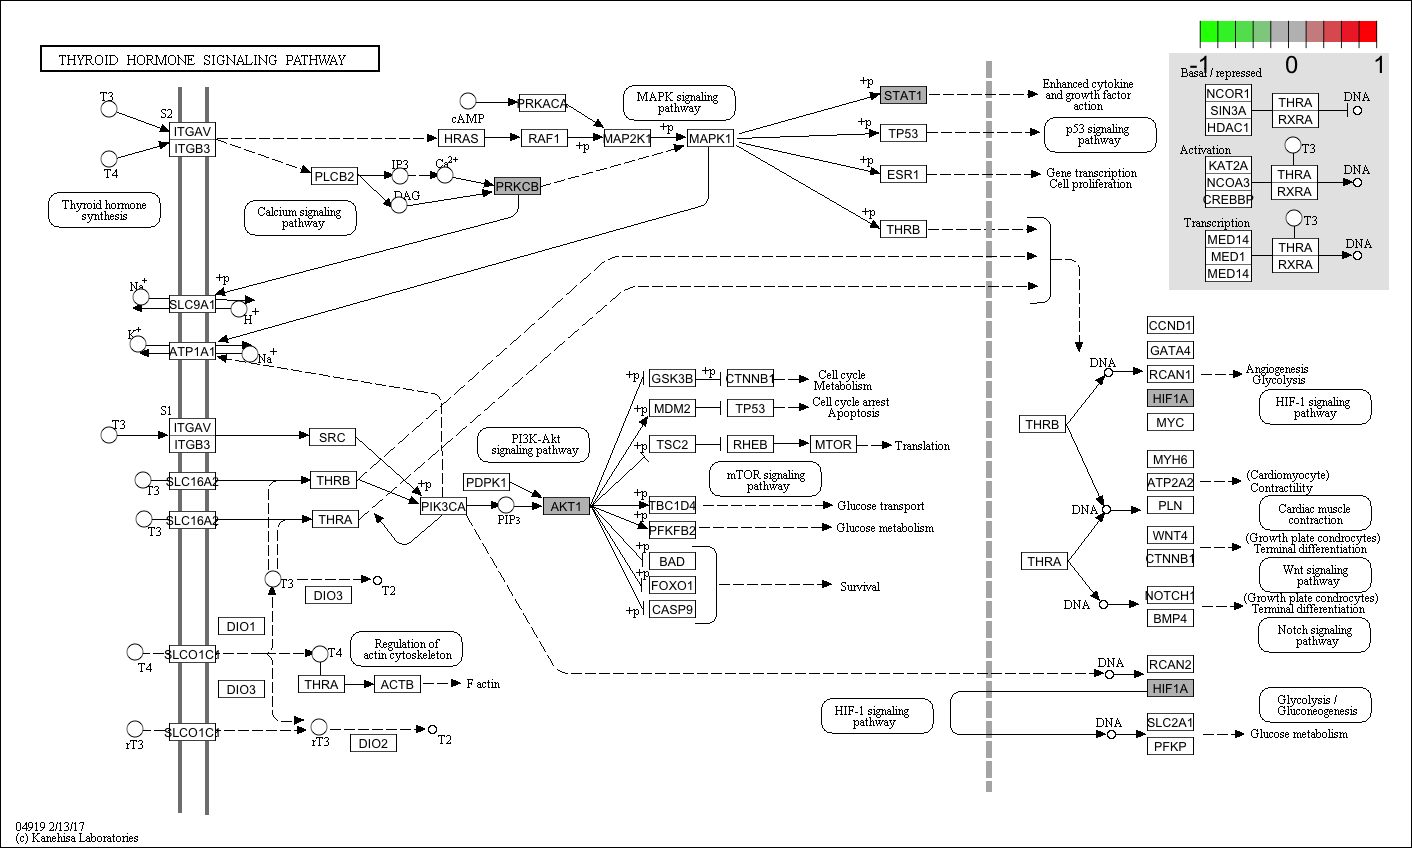 THYROID HORMONE SIGNALING PATHWAY
-1 0 1
Basal / repressed
NCOR1
SIN3A
HDAC1
THRA
RXRA
DNA
Activation
KAT2A
NCOA3
CREBBP
T3
THRA
RXRA
DNA
Transcription
MED14
MED1
MED14
T3
THRA
RXRA
DNA
T3
S2
ITGAV
ITGB3
T4
Thyroid hormone
synthesis
cAMP
PRKACA
HRAS
RAF1
+p
MAP2K1
+p
MAPK1
MAPK signaling
pathway
PLCB2
IP3
Ca2+
DAG
PRKCB
Calcium signaling
pathway
+p
STAT1
Enhanced cytokine
and growth factor
action
+p
TP53
p53 signaling
pathway
+p
ESR1
Gene transcription
Cell proliferation
+p
THRB
Na+
+p
SLC9A1
H+
K+
ATP1A1
Na+
S1
T3
ITGAV
ITGB3
SRC
SLC16A2
T3
THRB
SLC16A2
T3
THRA
+p
PIK3CA
PI3K-Akt
signaling pathway
PDPK1
PIP3
AKT1
+p
GSK3B
+p
CTNNB1
Cell cycle
Metabolism
+p
MDM2
TP53
Cell cycle arrest
Apoptosis
+p
TSC2
RHEB
MTOR
Translation
mTOR signaling
pathway
+p
TBC1D4
Glucose transport
+p
PFKFB2
Glucose metabolism
+p
BAD
+p
FOXO1
+p
CASP9
Survival
T3
DIO3
T2
DIO1
T4
SLCO1C1
T4
Regulation of
actin cytoskeleton
THRA
ACTB
F actin
DIO3
rT3
SLCO1C1
rT3
DIO2
T2
THRB
DNA
CCND1
GATA4
RCAN1
HIF1A
MYC
Angiogenesis
Glycolysis
HIF-1 signaling
pathway
DNA
MYH6
ATP2A2
PLN
(Cardiomyocyte)
Contractility
Cardiac muscle
contraction
THRA
WNT4
CTNNB1
(Growth plate condrocytes)
Terminal differentiation
Wnt signaling
pathway
DNA
NOTCH1
BMP4
(Growth plate condrocytes)
Terminal differentiation
Notch signaling
pathway
DNA
RCAN2
HIF1A
HIF-1 signaling
pathway
Glycolysis /
Gluconeogenesis
DNA
SLC2A1
PFKP
Glucose metabolism
04919 2/13/17
(c) Kanehisa Laboratories